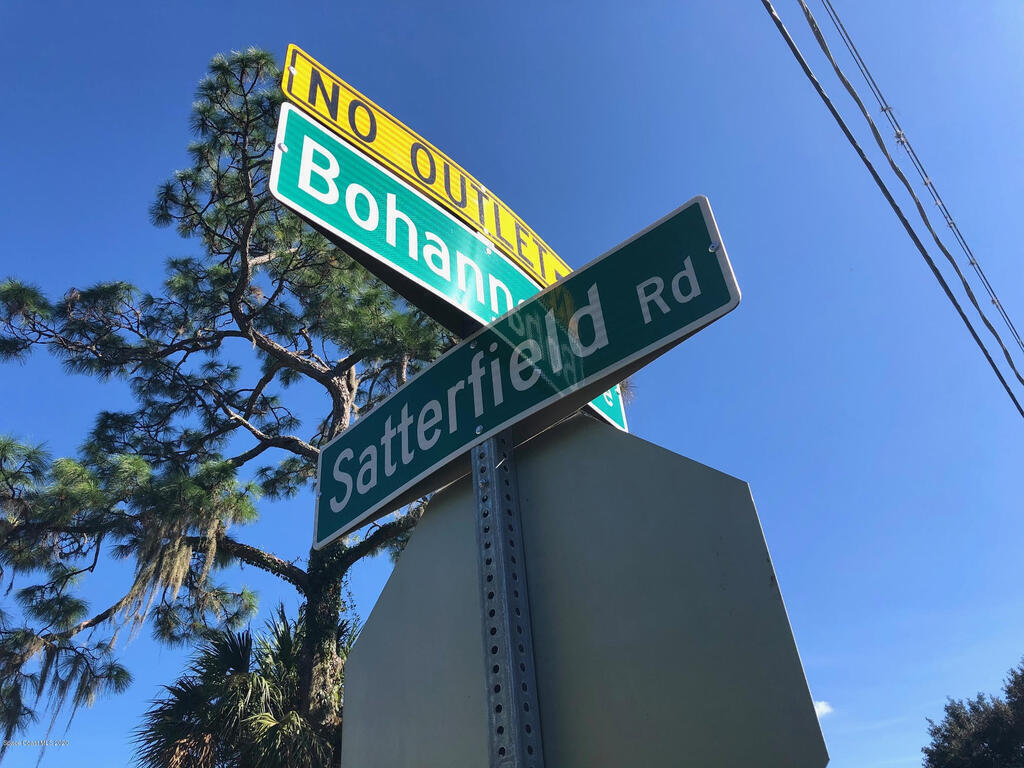 NO OUTLET
Bohann
Satterfield Rd